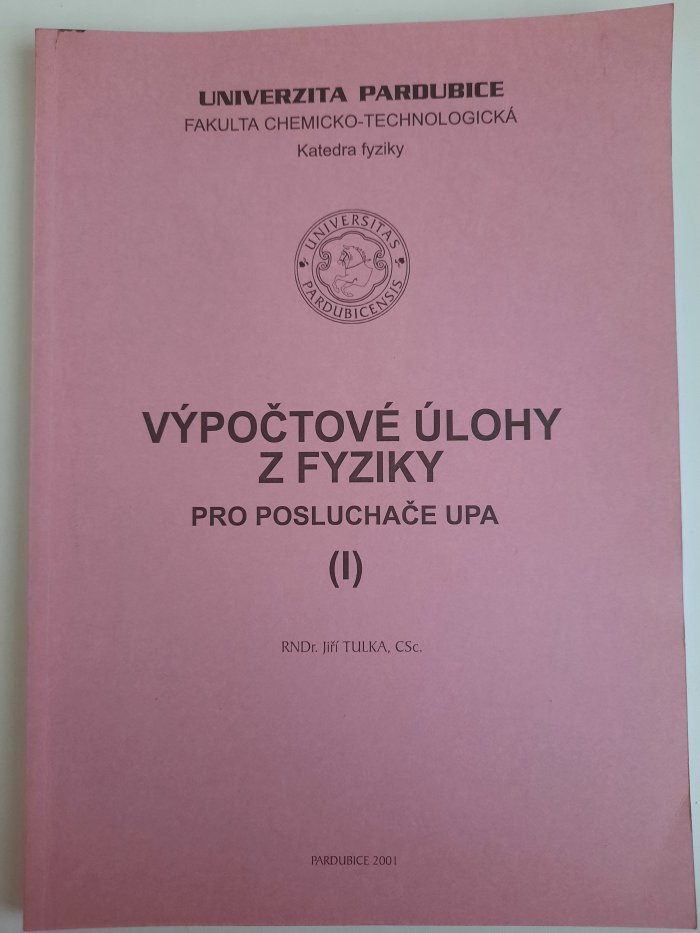 UNIVERZITA PARDUBICE
FAKULTA CHEMICKO-TECHNOLOGICKÁ
Katedra fyziky
UNIVERSITAS
PARDUBICENSIS
VÝPOČTOVÉ ÚLOHY
Z FYZIKY
PRO POSLUCHAČE UPA
(I)
RNDr. Jiří TULKA, CSc.
PARDUBICE 2001